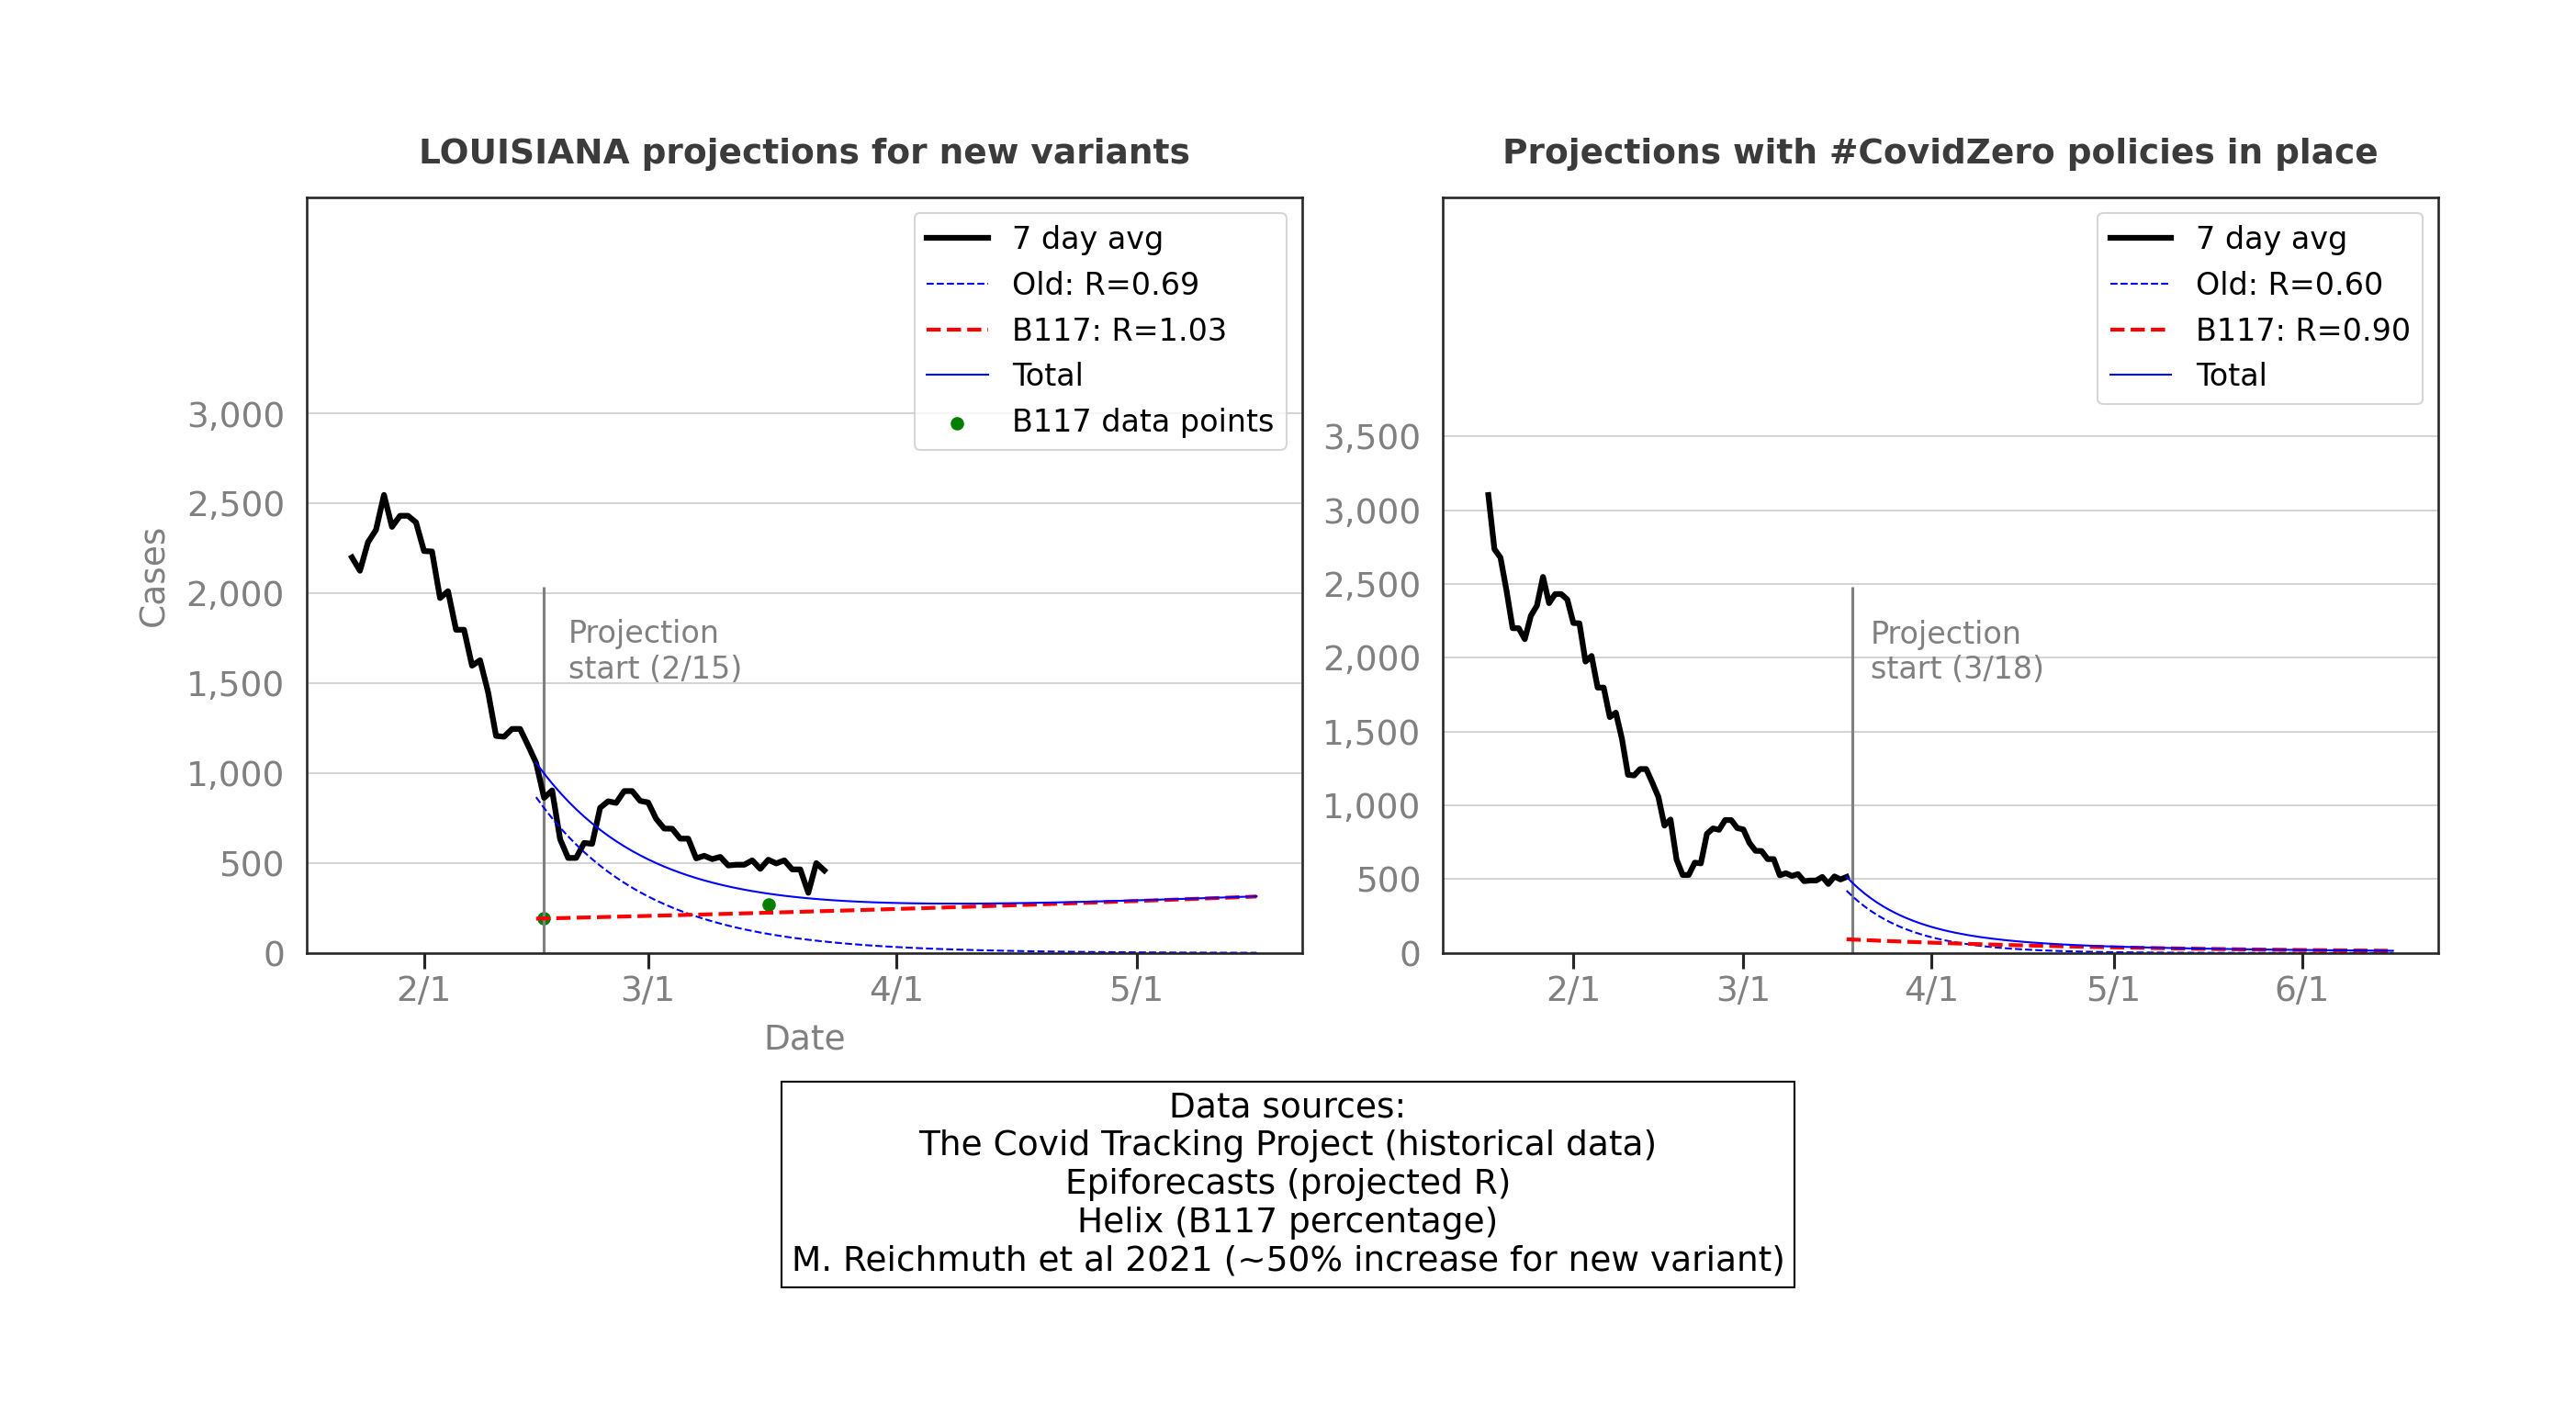 LOUISIANA projections for new variants
7 day avg
Old: R=0.69
B117: R=1.03
Total
B117 data points
3,000
2,500
2,000
1,500
1,000
500
0
Cases
Projection
start (2/15)
2/1
3/1
4/1
5/1
Date
Projections with #CovidZero policies in place
7 day avg
Old: R=0.60
B117: R=0.90
Total
3,500
3,000
2,500
2,000
1,500
1,000
500
0
Projection
start (3/18)
2/1
3/1
4/1
5/1
6/1
Data sources:
The Covid Tracking Project (historical data)
Epiforecasts (projected R)
Helix (B117 percentage)
M. Reichmuth et al 2021 (~50% increase for new variant)